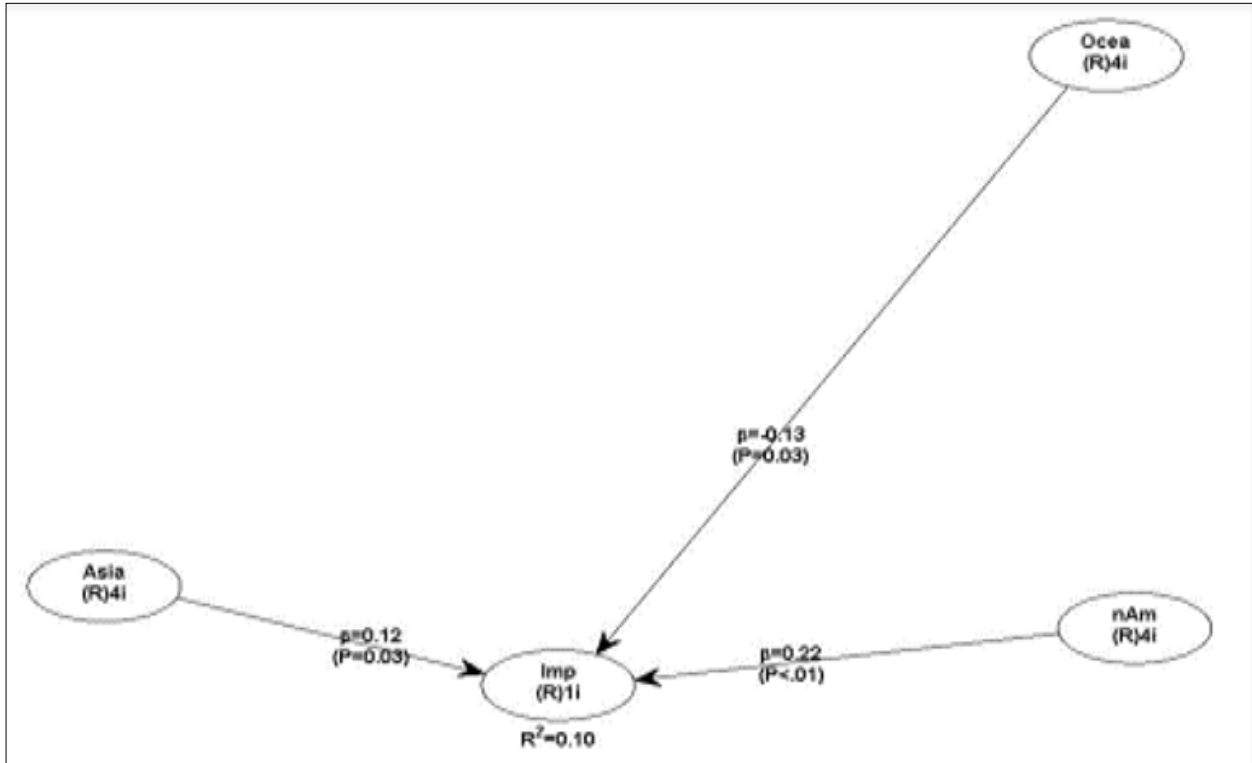 Ocea
(R)4i
β=-0.13
(P=0.03)
Asia
(R)4i
β=0.12
(P=0.03)
nAm
(R)4i
β=0.22
(P<.01)
Imp
(R)1i
R²=0.10